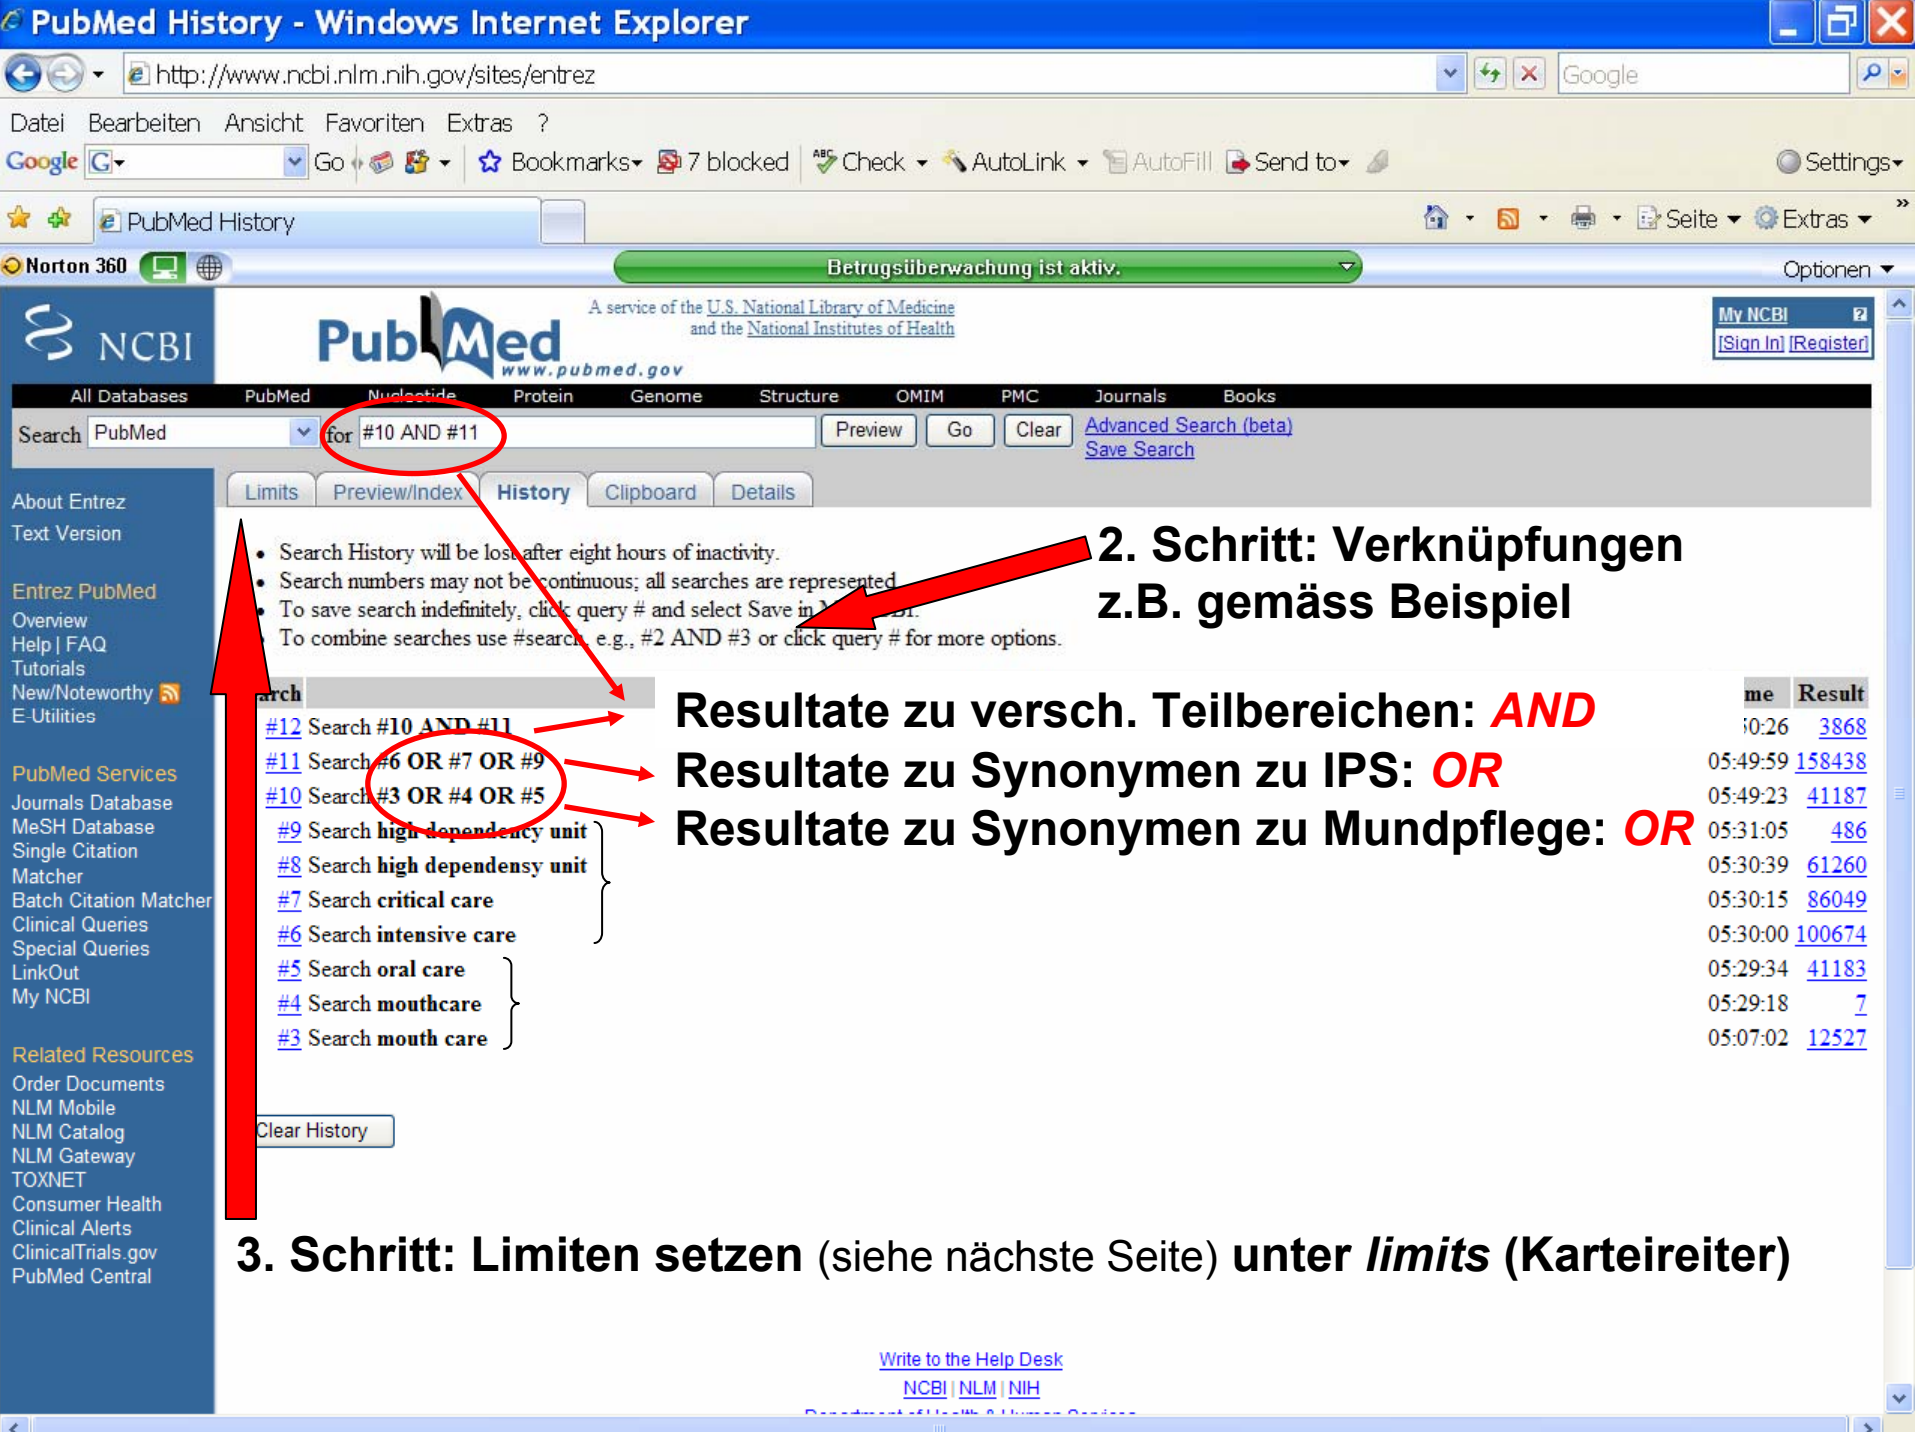 PubMed History - Windows Internet Explorer
http://www.ncbi.nlm.nih.gov/sites/entrez
Google
Datei Bearbeiten Ansicht Favoriten Extras ?
Google G Go Bookmarks 7 blocked ABC Check AutoLink AutoFill Send to Settings
PubMed History
Seite Extras »
Norton 360 Betrugsüberwachung ist aktiv. Optionen
NCBI
PubMed
www.pubmed.gov
A service of the U.S. National Library of Medicine
and the National Institutes of Health
My NCBI ?
[Sign In] [Register]
All Databases PubMed Nucleotide Protein Genome Structure OMIM PMC Journals Books
Search PubMed for #10 AND #11 Preview Go Clear Advanced Search (beta)
Save Search
Limits Preview/Index History Clipboard Details
About Entrez
Text Version
Entrez PubMed
Overview
Help | FAQ
Tutorials
New/Noteworthy
E-Utilities
PubMed Services
Journals Database
MeSH Database
Single Citation
Matcher
Batch Citation Matcher
Clinical Queries
Special Queries
LinkOut
My NCBI
Related Resources
Order Documents
NLM Mobile
NLM Catalog
NLM Gateway
TOXNET
Consumer Health
Clinical Alerts
ClinicalTrials.gov
PubMed Central
• Search History will be lost after eight hours of inactivity.
• Search numbers may not be continuous; all searches are represented.
• To save search indefinitely, click query # and select Save in
To combine searches use #search, e.g., #2 AND #3 or click query # for more options.
2. Schritt: Verknüpfungen
z.B. gemäss Beispiel
Result
#12 Search #10 AND #11 3868
#11 Search #6 OR #7 OR #9 05:49:59 158438
#10 Search #3 OR #4 OR #5 05:49:23 41187
#9 Search high dependency unit 05:31:05 486
#8 Search high dependensy unit 05:30:39 61260
#7 Search critical care 05:30:15 86049
#6 Search intensive care 05:30:00 100674
#5 Search oral care 05:29:34 41183
#4 Search mouthcare 05:29:18 7
#3 Search mouth care 05:07:02 12527
Resultate zu versch. Teilbereichen: AND
Resultate zu Synonymen zu IPS: OR
Resultate zu Synonymen zu Mundpflege: OR
Clear History
3. Schritt: Limiten setzen (siehe nächste Seite) unter limits (Karteireiter)
Write to the Help Desk
NCBI | NLM | NIH